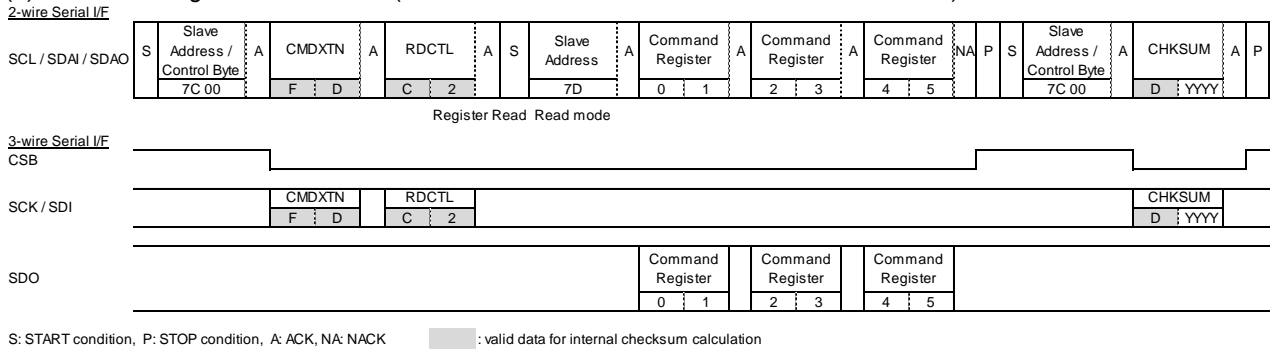 2-wire Serial I/F
SCL / SDAI / SDAO
S
Slave
Address /
Control Byte
A
CMDXTN
A
RDCTL
A
S
Slave
Address
A
Command
Register
A
Command
Register
A
Command
Register
NA
P
S
Slave
Address /
Control Byte
A
CHKSUM
A
P
7C 00
F D
C 2
7D
0 1
2 3
4 5
7C 00
D YYYY
Register Read Read mode
3-wire Serial I/F
CSB
SCK / SDI
CMDXTN
RDCTL
CHKSUM
F D
C 2
D YYYY
SDO
Command
Register
Command
Register
Command
Register
0 1
2 3
4 5
S: START condition, P: STOP condition, A: ACK, NA: NACK
: valid data for internal checksum calculation